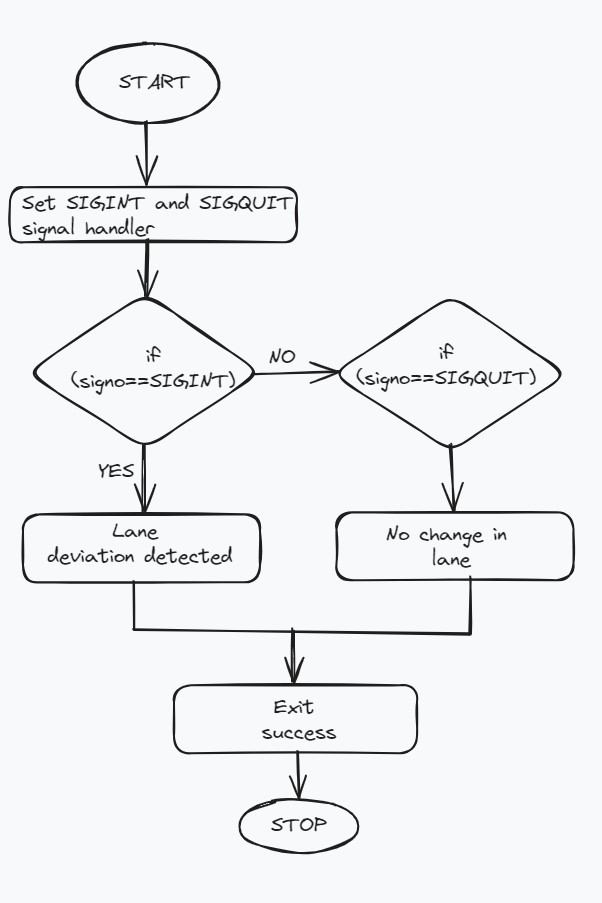 START
Set SIGINT and SIGQUIT
signal handler
if
(signo==SIGINT)
NO
if
(signo==SIGQUIT)
YES
Lane
deviation detected
No change in
lane
Exit
success
STOP